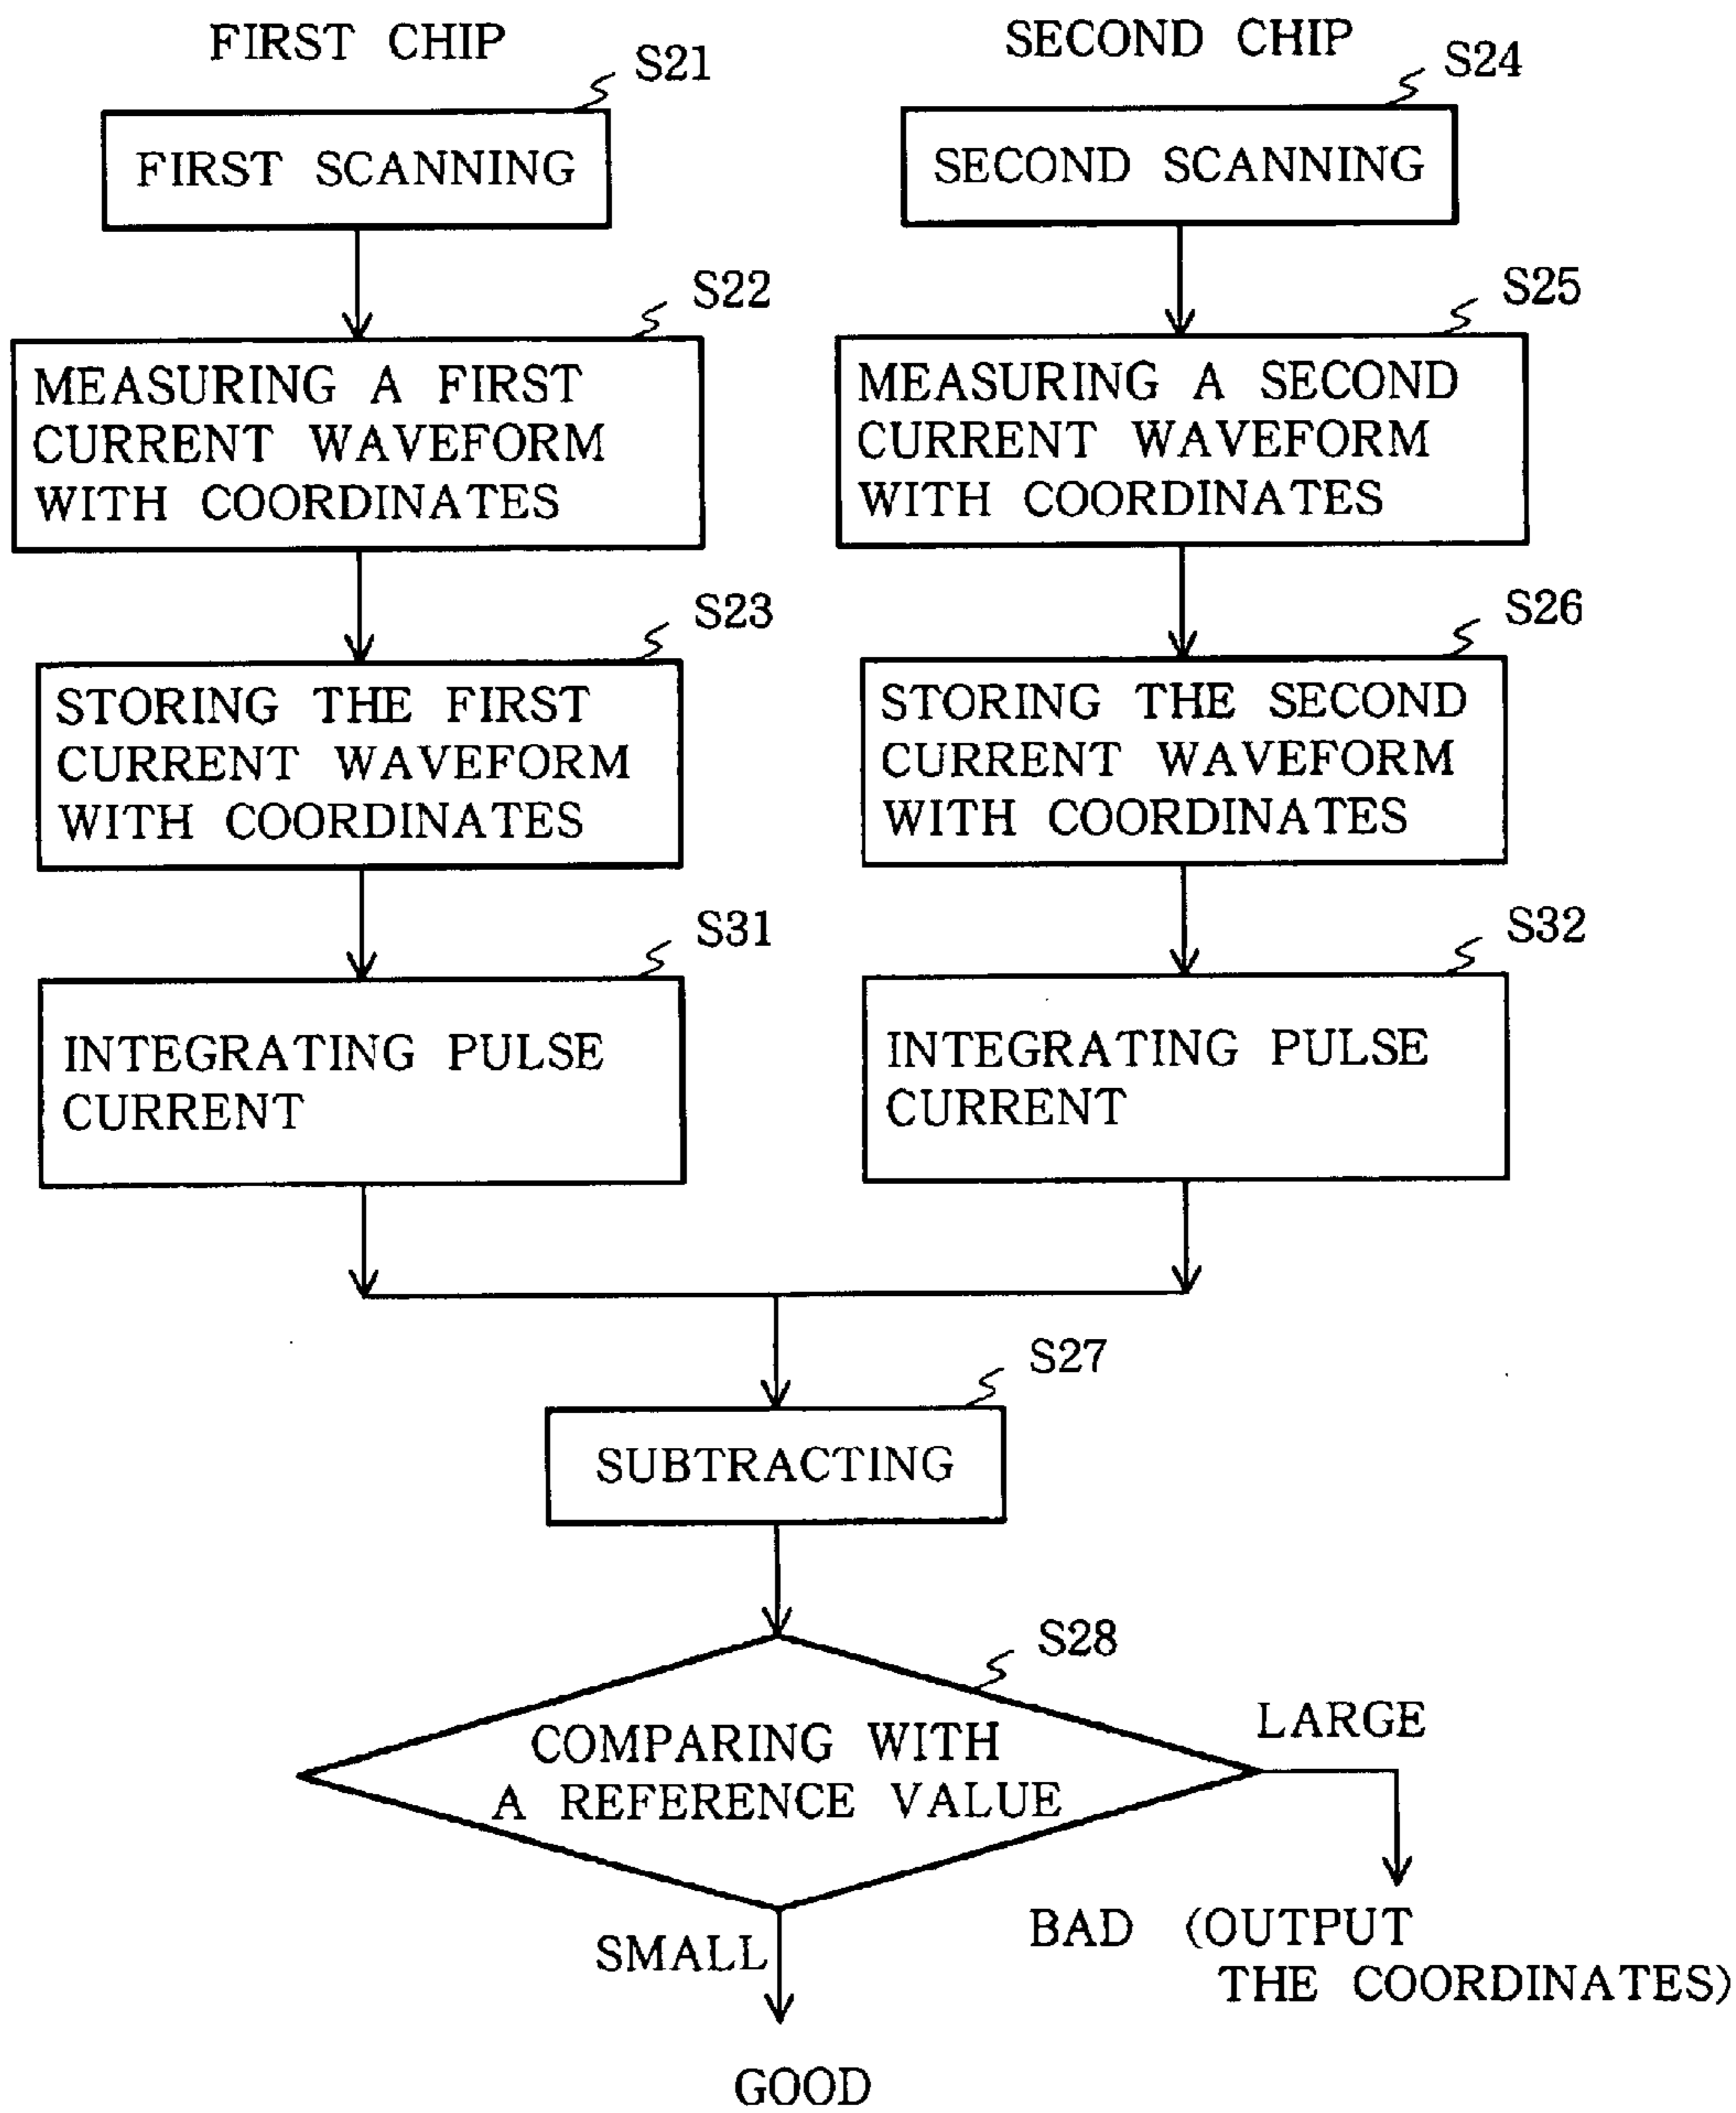 FIRST CHIP
S21
FIRST SCANNING
S22
MEASURING A FIRST
CURRENT WAVEFORM
WITH COORDINATES
S23
STORING THE FIRST
CURRENT WAVEFORM
WITH COORDINATES
S31
INTEGRATING PULSE
CURRENT
SECOND CHIP
S24
SECOND SCANNING
S25
MEASURING A SECOND
CURRENT WAVEFORM
WITH COORDINATES
S26
STORING THE SECOND
CURRENT WAVEFORM
WITH COORDINATES
S32
INTEGRATING PULSE
CURRENT
S27
SUBTRACTING
S28
COMPARING WITH
A REFERENCE VALUE
LARGE
BAD (OUTPUT
THE COORDINATES)
SMALL
GOOD